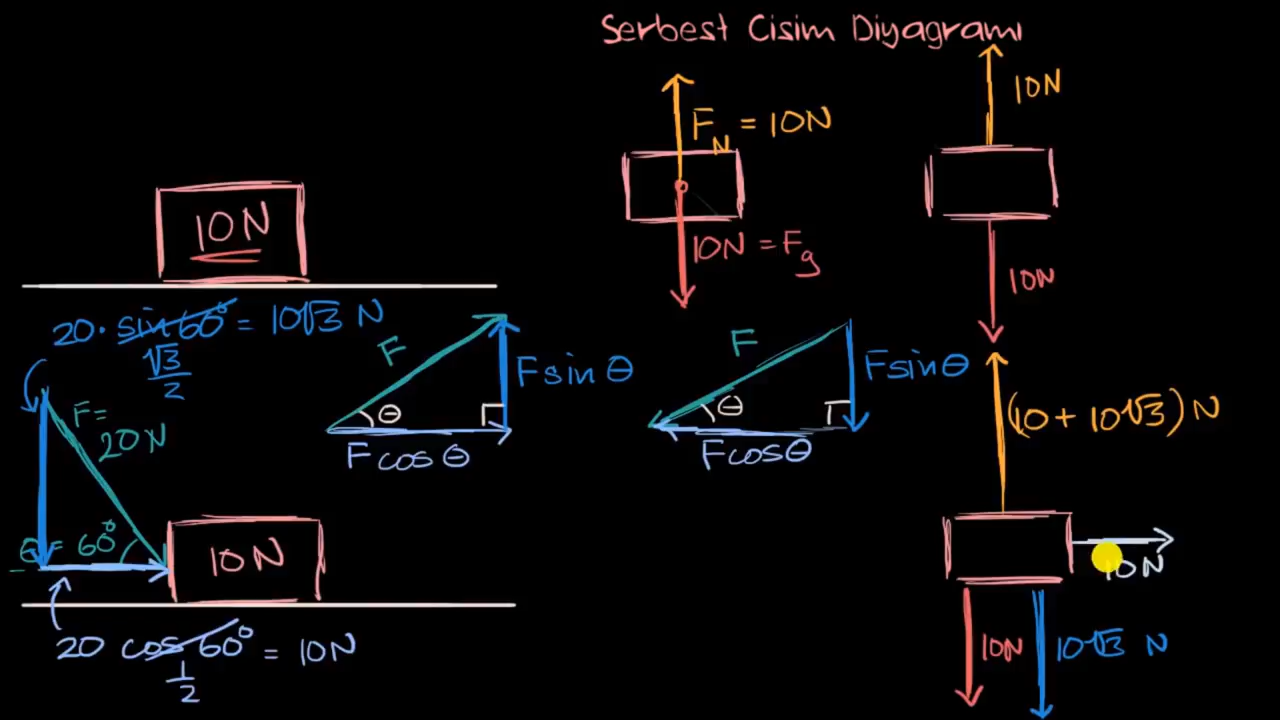 Serbest Cisim Diyagramı
10N
F_N = 10N
10N = F_g
10N
10N
20 · sin 60° = 10√3 N
√3/2
F = 20 N
θ = 60°
10N
20 cos 60° = 10N
1/2
F
θ
F sin θ
F cos θ
F
θ
F sin θ
F cos θ
(10 + 10√3) N
10N
10N
10√3 N